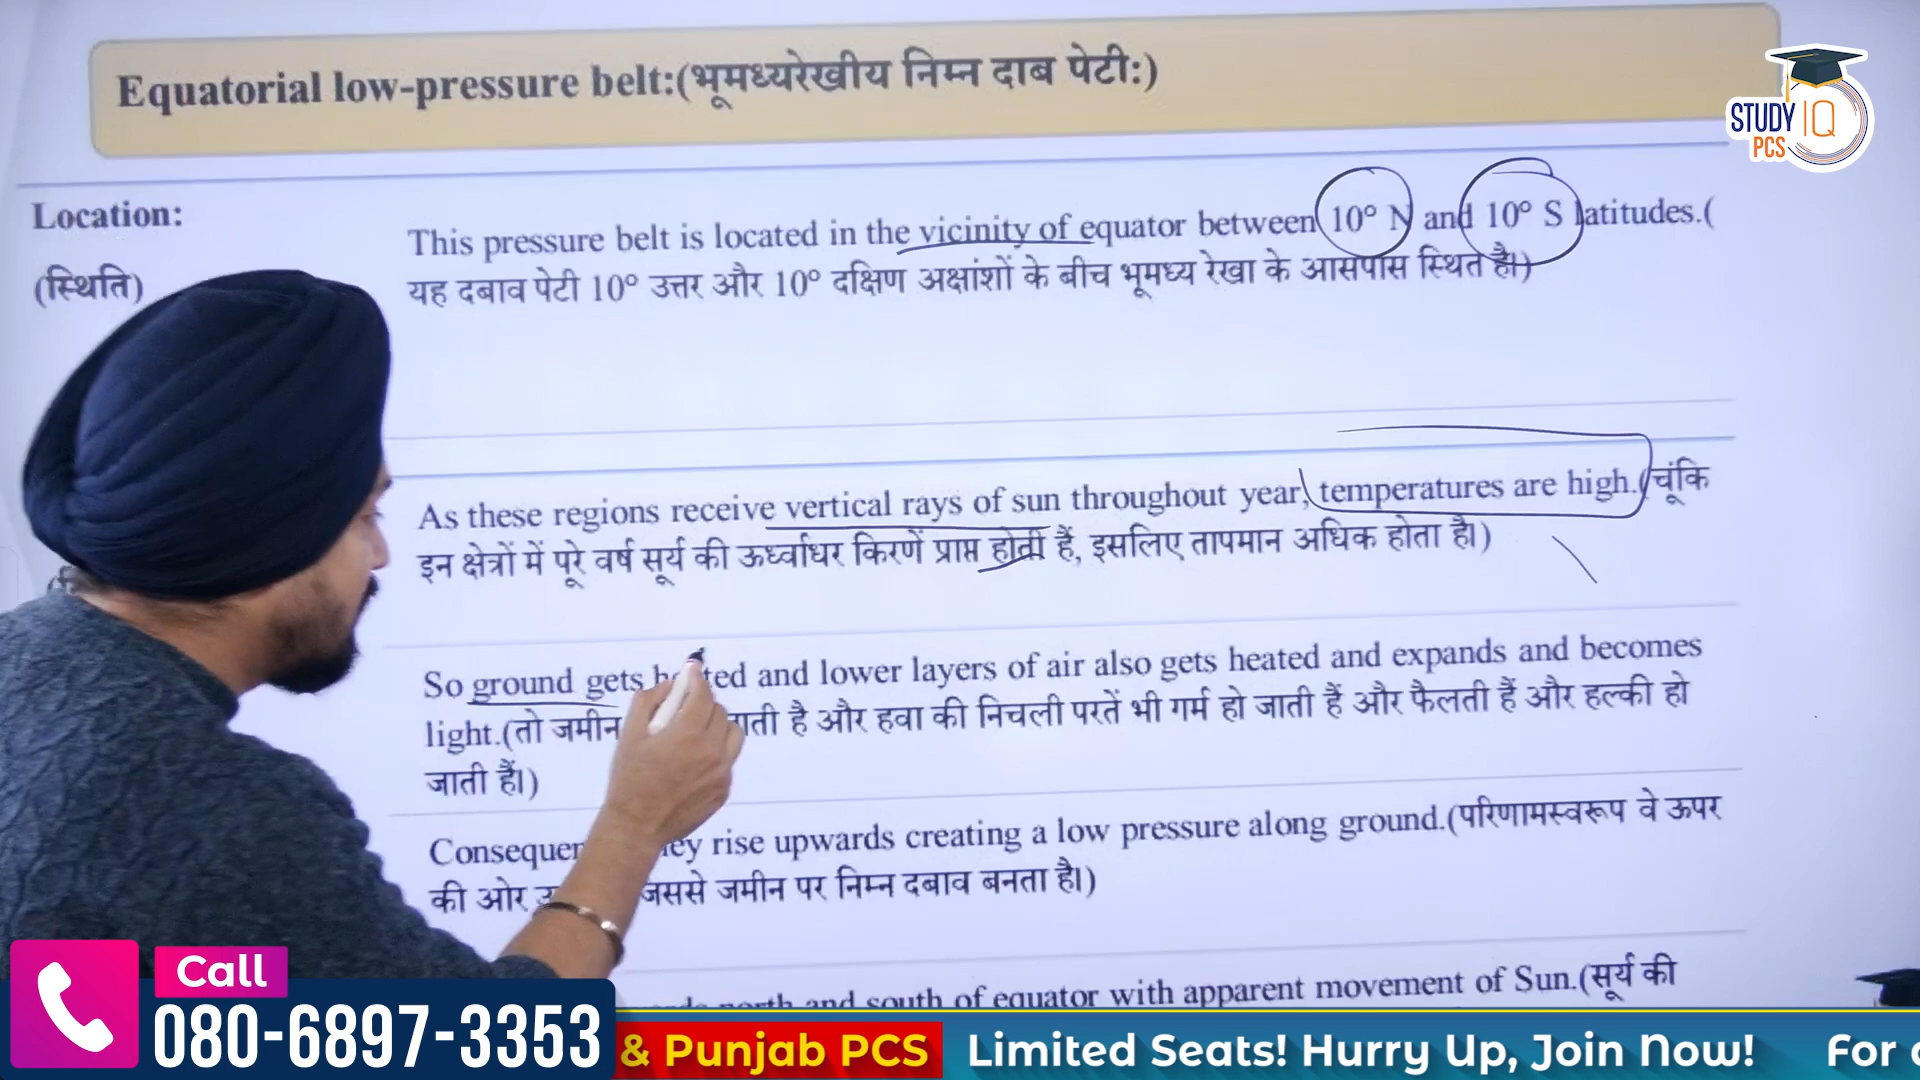 Equatorial low-pressure belt:(भूमध्यरेखीय निम्न दाब पेटी:)
STUDY IQ
PCS
Location:
(स्थिति)
This pressure belt is located in the vicinity of equator between 10° N and 10° S latitudes.(
यह दबाव पेटी 10° उत्तर और 10° दक्षिण अक्षांशों के बीच भूमध्य रेखा के आसपास स्थित है।)
As these regions receive vertical rays of sun throughout year, temperatures are high.(चूंकि
इन क्षेत्रों में पूरे वर्ष सूर्य की ऊर्ध्वाधर किरणें प्राप्त होती हैं, इसलिए तापमान अधिक होता है।)
So ground gets heated and lower layers of air also gets heated and expands and becomes
light.(तो जमीन है और हवा की निचली परतें भी गर्म हो जाती हैं और फैलती हैं और हल्की हो
जाती हैं।)
rise upwards creating a low pressure along ground.(परिणामस्वरूप वे ऊपर
की ओर जमीन पर निम्न दबाव बनता है।)
north and south of equator with apparent movement of Sun.(सूर्य की
Call
080-6897-3353
& Punjab PCS Limited Seats! Hurry Up, Join Now! For